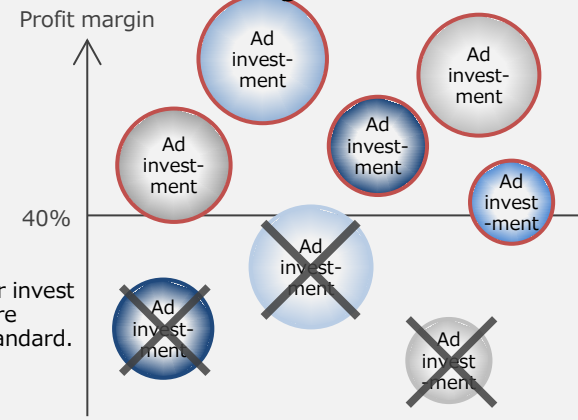 Profit margin
Ad
invest-
ment
Ad
invest-
ment
Ad
invest-
ment
Ad
invest-
ment
Ad
invest
-ment
40%
Ad
invest-
ment
invest
Ad
invest-
ment
andard.
Ad
invest
-ment